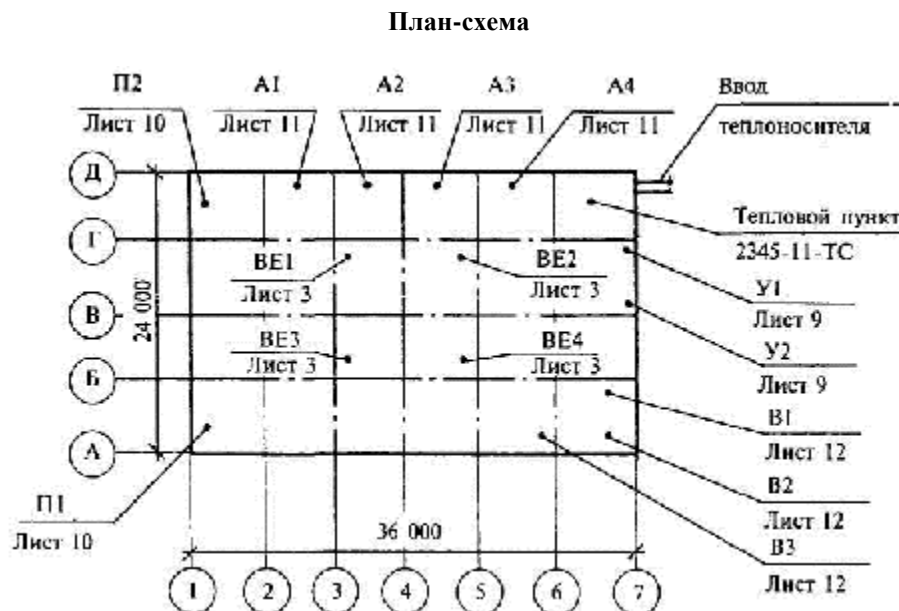 План-схема
П2
Лист 10
А1
Лист 11
А2
Лист 11
А3
Лист 11
А4
Лист 11
Ввод
теплоносителя
Д
Тепловой пункт
2345-11-ТС
Г
ВЕ1
Лист 3
ВЕ2
Лист 3
У1
Лист 9
В
24 000
ВЕ3
Лист 3
ВЕ4
Лист 3
У2
Лист 9
Б
В1
Лист 12
А
В2
Лист 12
П1
Лист 10
36 000
В3
Лист 12
1
2
3
4
5
6
7